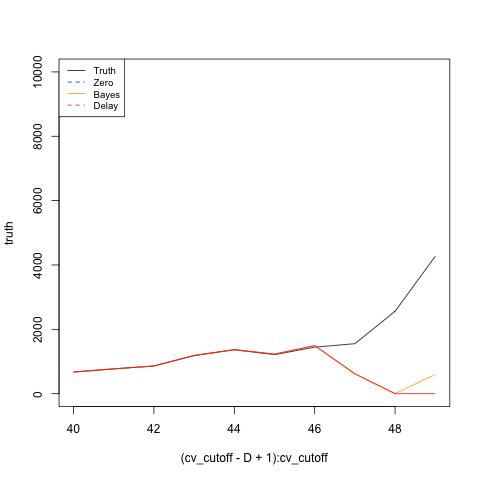 Truth
Zero
Bayes
Delay
truth
0
2000
4000
6000
8000
10000
40
42
44
46
48
(cv_cutoff - D + 1):cv_cutoff